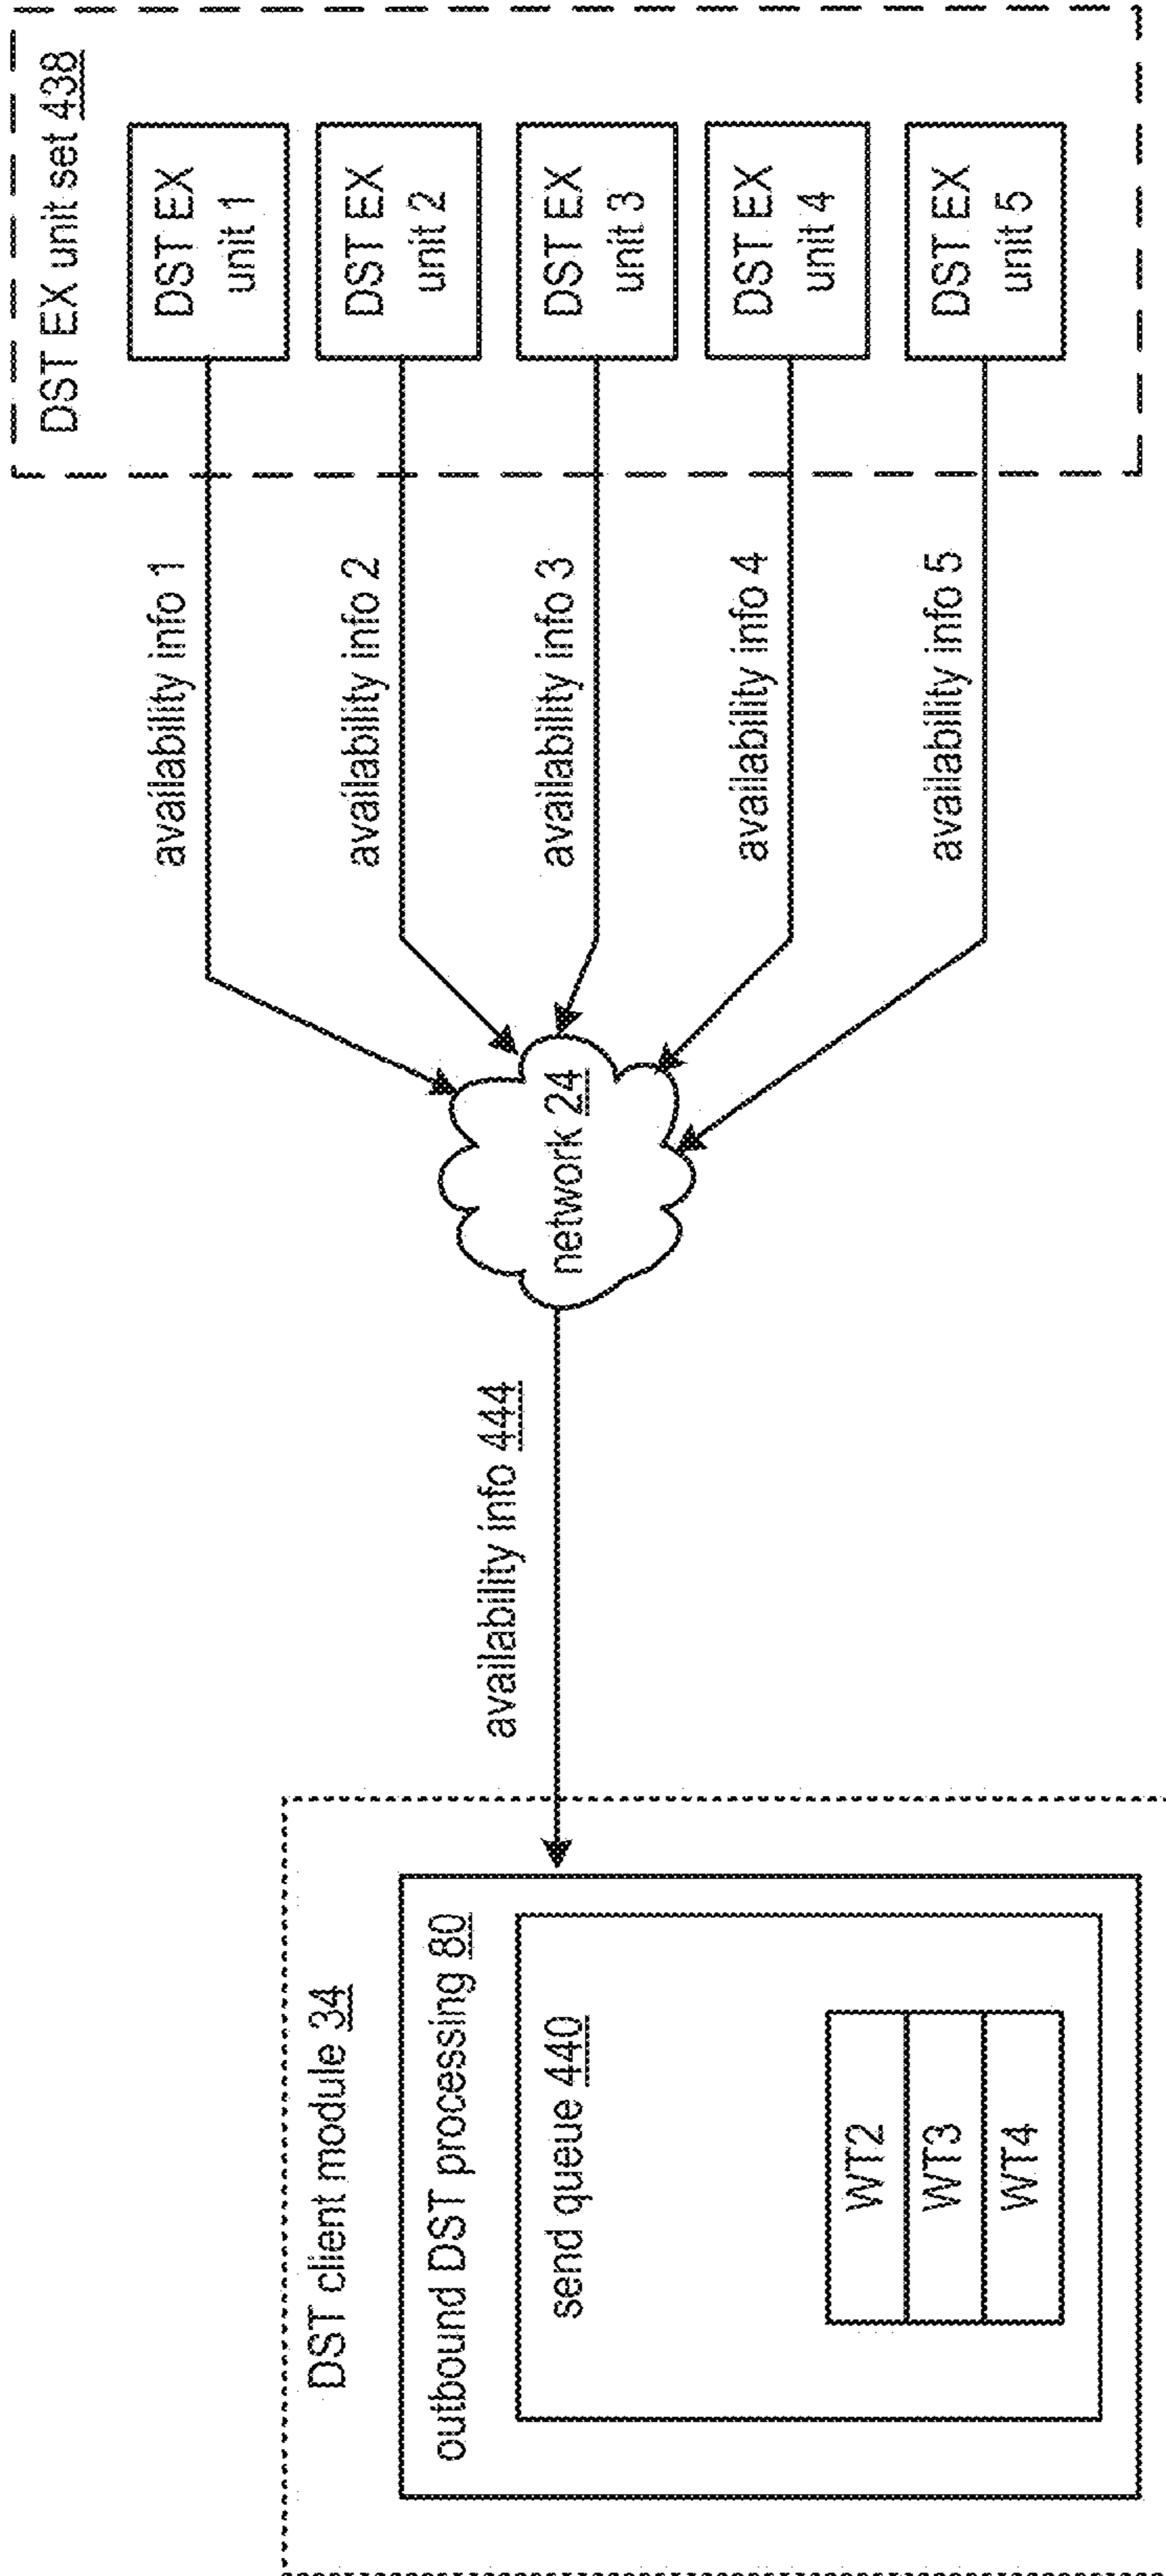 DST client module 34
outbound DST processing 80
send queue 440
WT2
WT3
WT4
availability info 444
network 24
availability info 1
availability info 2
availability info 3
availability info 4
availability info 5
DST EX unit set 438
DST EX
unit 1
DST EX
unit 2
DST EX
unit 3
DST EX
unit 4
DST EX
unit 5